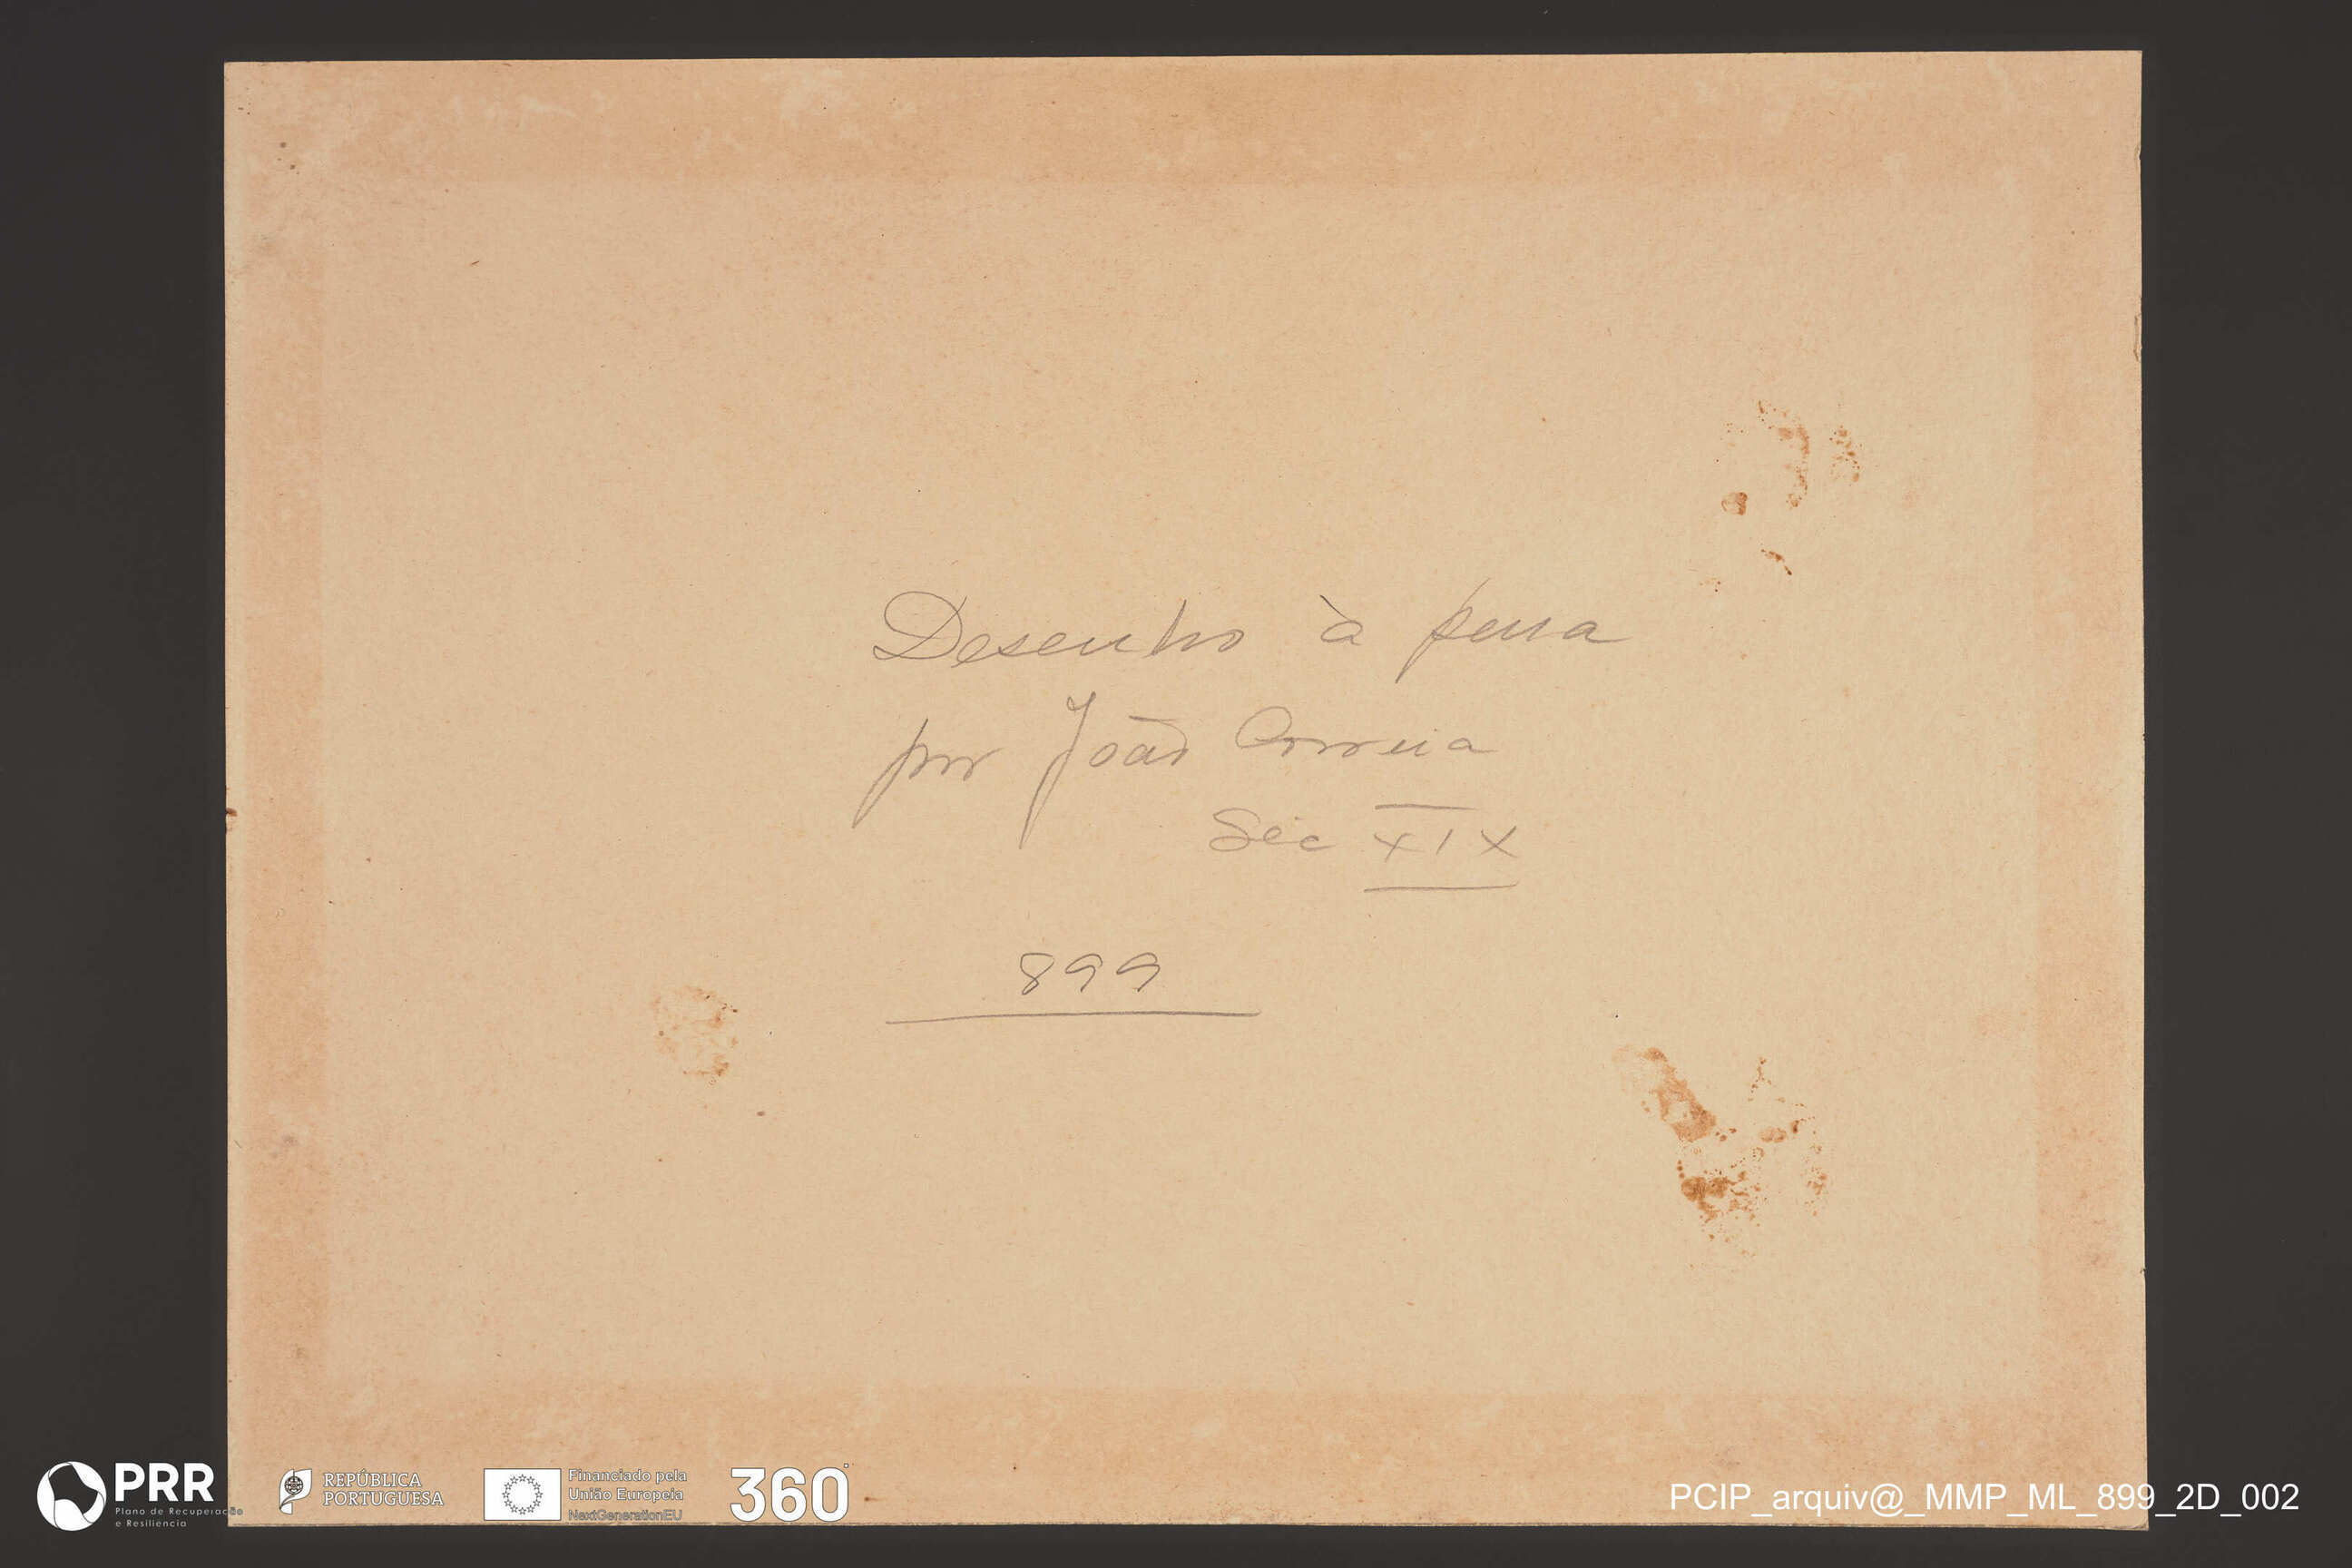 Desenho à pena
por João Correia
Séc XIX
899
PRR
Plano de Recuperação
e Resiliência
REPÚBLICA
PORTUGUESA
Financiado pela
União Europeia
NextGenerationEU
360°
PCIP_arquiv@_MMP_ML_899_2D_002